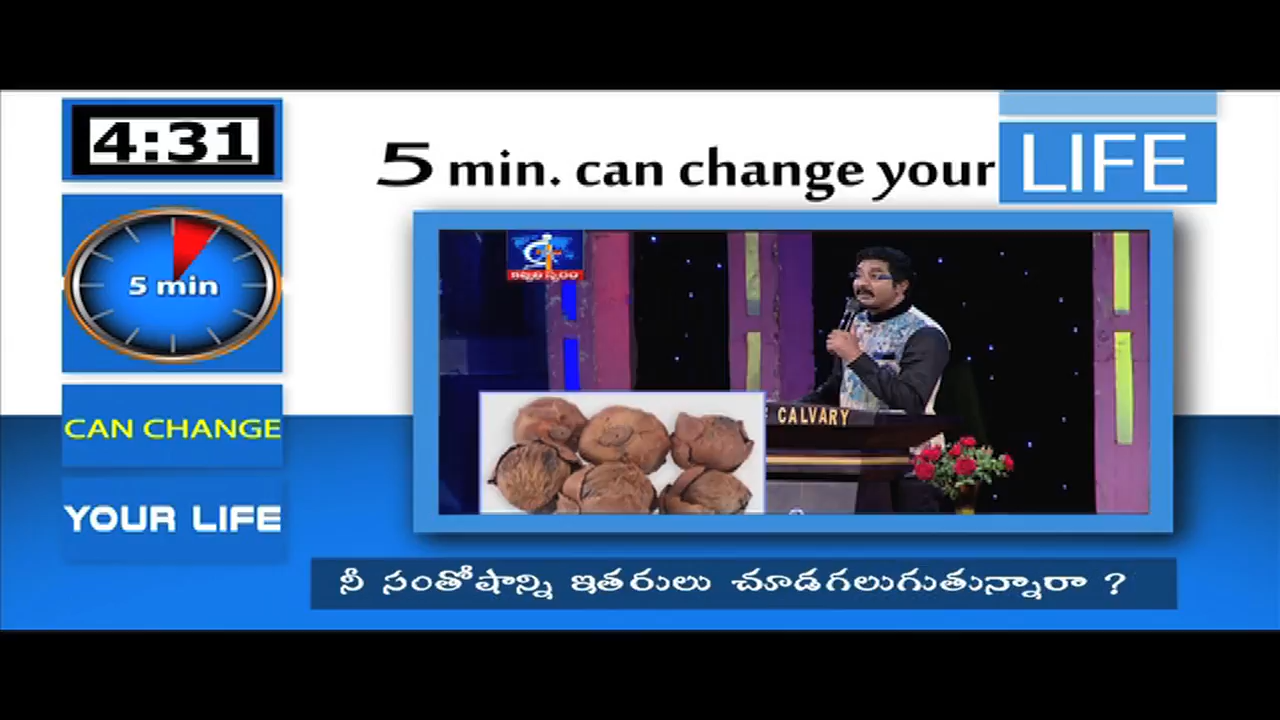 4:31
5 min. can change your LIFE
5 min
CALVARY
CAN CHANGE
YOUR LIFE
నీ సంతోషాన్ని ఇతరులు చూడగలుగుతున్నారా ?